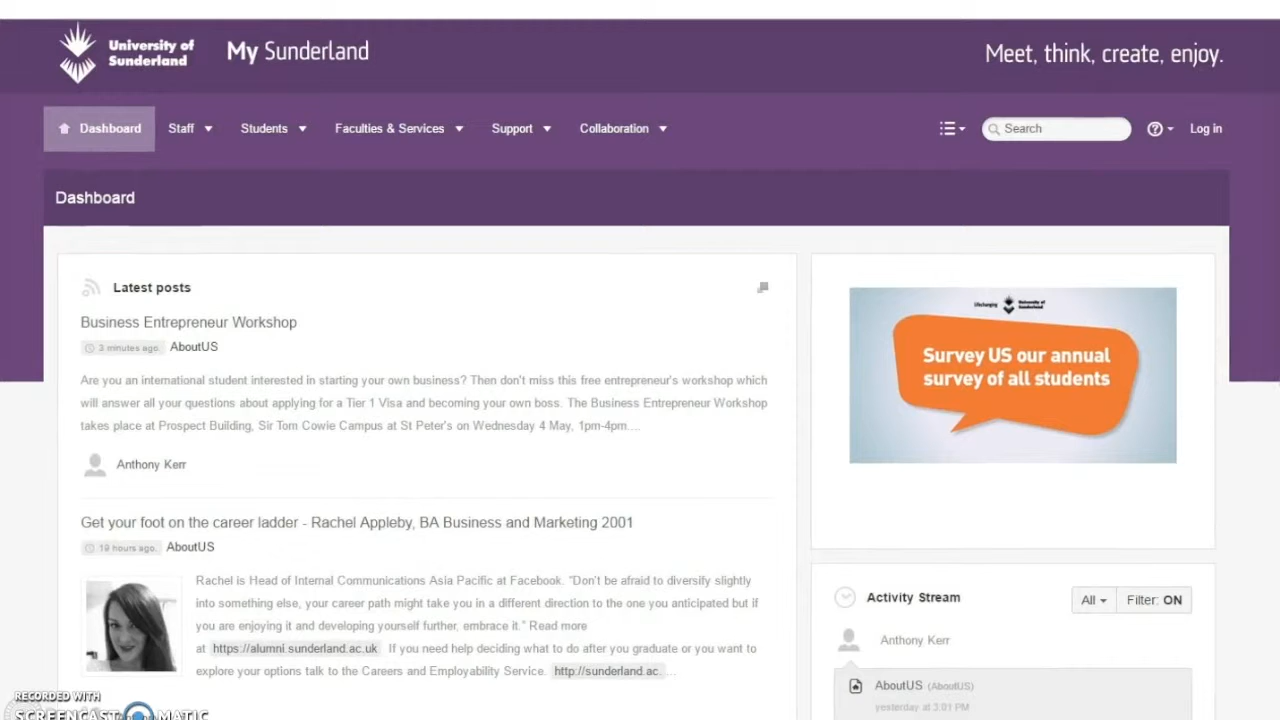 University of
Sunderland
My Sunderland
Meet, think, create, enjoy.
Dashboard
Staff
Students
Faculties & Services
Support
Collaboration
Search
Log in
Dashboard
Latest posts
Business Entrepreneur Workshop
3 minutes ago. AboutUS
Are you an international student interested in starting your own business? Then don't miss this free entrepreneur's workshop which
will answer all your questions about applying for a Tier 1 Visa and becoming your own boss. The Business Entrepreneur Workshop
takes place at Prospect Building, Sir Tom Cowie Campus at St Peter's on Wednesday 4 May, 1pm-4pm....
Anthony Kerr
Get your foot on the career ladder - Rachel Appleby, BA Business and Marketing 2001
19 hours ago. AboutUS
Rachel is Head of Internal Communications Asia Pacific at Facebook. "Don't be afraid to diversify slightly
into something else, your career path might take you in a different direction to the one you anticipated but if
you are enjoying it and developing yourself further, embrace it." Read more
at https://alumni.sunderland.ac.uk If you need help deciding what to do after you graduate or you want to
explore your options talk to the Careers and Employability Service. http://sunderland.ac. ...
lifechanging
University of
Sunderland
Survey US our annual
survey of all students
Activity Stream
All
Filter: ON
Anthony Kerr
AboutUS (AboutUS)
yesterday at 3:01 PM
RECORDED WITH
SCREENCAST MATIC